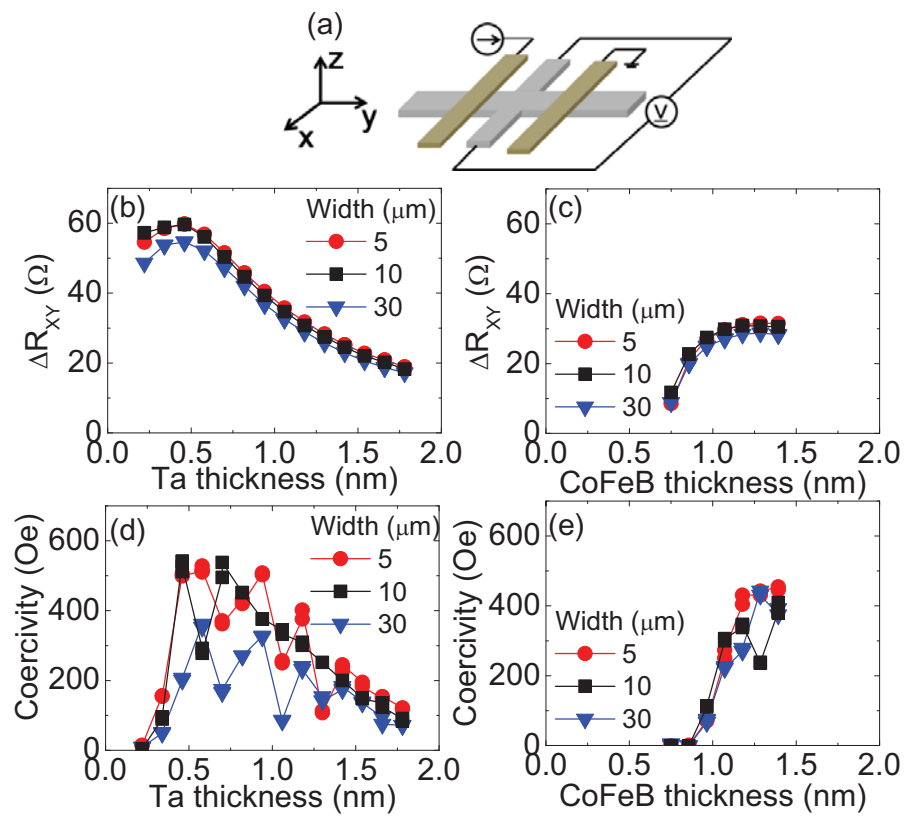 (a)
z
y
x
V
(b)
Width (μm)
5
10
30
ΔR_XY (Ω)
60
40
20
0
0.0 0.5 1.0 1.5 2.0
Ta thickness (nm)
(c)
Width (μm)
5
10
30
ΔR_XY (Ω)
60
40
20
0
0.0 0.5 1.0 1.5 2.0
CoFeB thickness (nm)
(d)
Width (μm)
5
10
30
Coercivity (Oe)
600
400
200
0
0.0 0.5 1.0 1.5 2.0
Ta thickness (nm)
(e)
Width (μm)
5
10
30
Coercivity (Oe)
600
400
200
0
0.0 0.5 1.0 1.5 2.0
CoFeB thickness (nm)